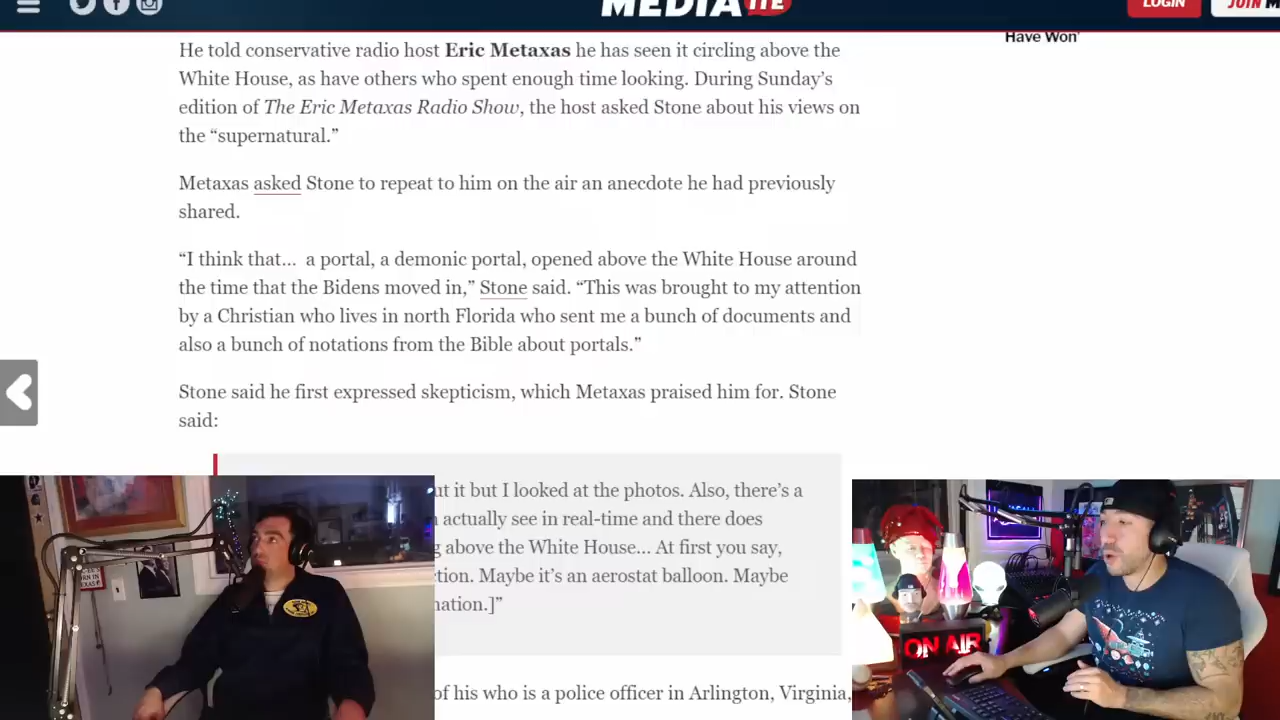 MEDIAITE
LOGIN
JOIN
Have Won’
He told conservative radio host Eric Metaxas he has seen it circling above the
White House, as have others who spent enough time looking. During Sunday’s
edition of The Eric Metaxas Radio Show, the host asked Stone about his views on
the “supernatural.”
Metaxas asked Stone to repeat to him on the air an anecdote he had previously
shared.
“I think that… a portal, a demonic portal, opened above the White House around
the time that the Bidens moved in,” Stone said. “This was brought to my attention
by a Christian who lives in north Florida who sent me a bunch of documents and
also a bunch of notations from the Bible about portals.”
Stone said he first expressed skepticism, which Metaxas praised him for. Stone
said:
it but I looked at the photos. Also, there’s a
actually see in real-time and there does
above the White House… At first you say,
Maybe it’s an aerostat balloon. Maybe
of his who is a police officer in Arlington, Virginia,
ON AIR